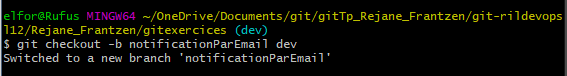 elfor@Rufus MINGW64 ~/OneDrive/Documents/git/gitTp_Rejane_Frantzen/git-rildevops
l12/Rejane_Frantzen/gitexercices (dev)
$ git checkout -b notificationParEmail dev
Switched to a new branch 'notificationParEmail'